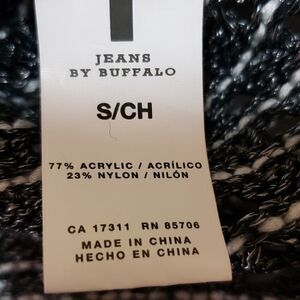 JEANS
BY BUFFALO
S/CH
77% ACRYLIC / ACRÍLICO
23% NYLON / NILÓN
CA 17311 RN 85706
MADE IN CHINA
HECHO EN CHINA